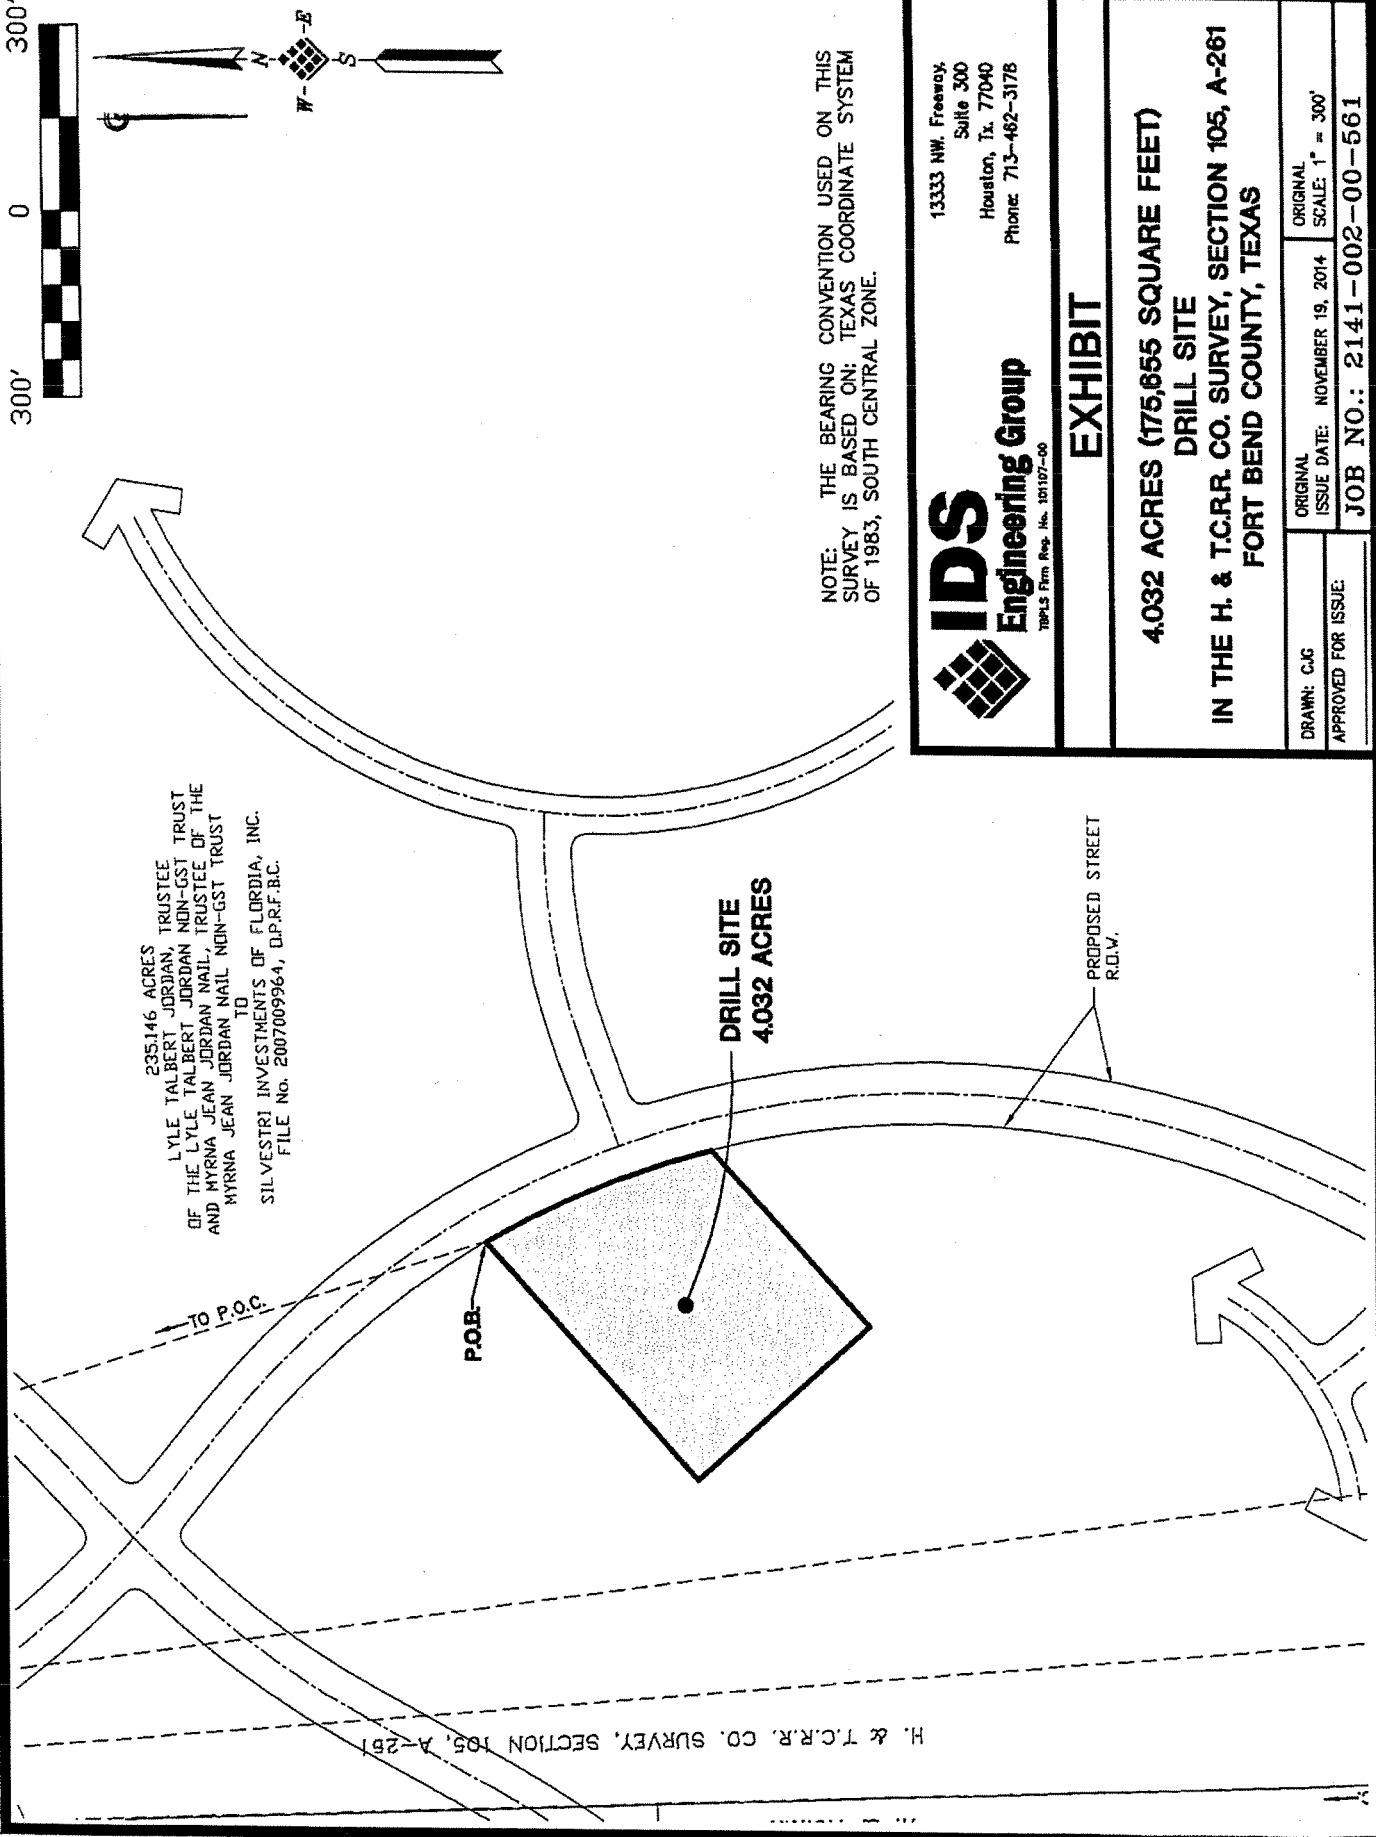 300'
0
300'
G
N
W
E
S
235.146 ACRES
LYLE TALBERT JORDAN, TRUSTEE
OF THE LYLE TALBERT JORDAN NON-GST TRUST
AND MYRNA JEAN JORDAN NAIL, TRUSTEE OF THE
MYRNA JEAN JORDAN NAIL NON-GST TRUST
TO
SILVESTRI INVESTMENTS OF FLORDIA, INC.
FILE No. 2007009964, O.P.R.F.B.C.
TO P.O.C.
P.O.B.
DRILL SITE
4.032 ACRES
PROPOSED STREET
R.O.W.
H. & T.C.R.R. CO. SURVEY, SECTION 105, A-261
NOTE: THE BEARING CONVENTION USED ON THIS
SURVEY IS BASED ON: TEXAS COORDINATE SYSTEM
OF 1983, SOUTH CENTRAL ZONE.
IDS
Engineering Group
TBPLS Firm Reg. No. 101107-00
13333 NW. Freeway,
Suite 300
Houston, Tx. 77040
Phone: 713-462-3178
EXHIBIT
4.032 ACRES (175,655 SQUARE FEET)
DRILL SITE
IN THE H. & T.C.R.R. CO. SURVEY, SECTION 105, A-261
FORT BEND COUNTY, TEXAS
DRAWN: CJG
ORIGINAL
ISSUE DATE: NOVEMBER 19, 2014
ORIGINAL
SCALE: 1" = 300'
APPROVED FOR ISSUE:
JOB NO.: 2141-002-00-561